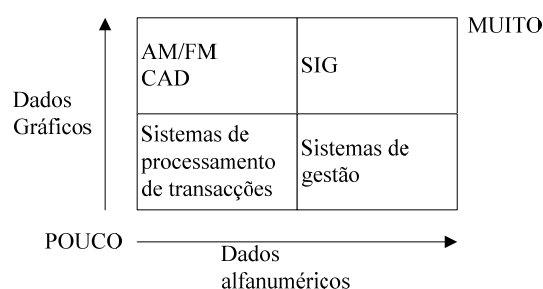 MUITO
AM/FM
CAD
SIG
Dados
Gráficos
Sistemas de
processamento
de transacções
Sistemas de
gestão
POUCO
Dados
alfanuméricos